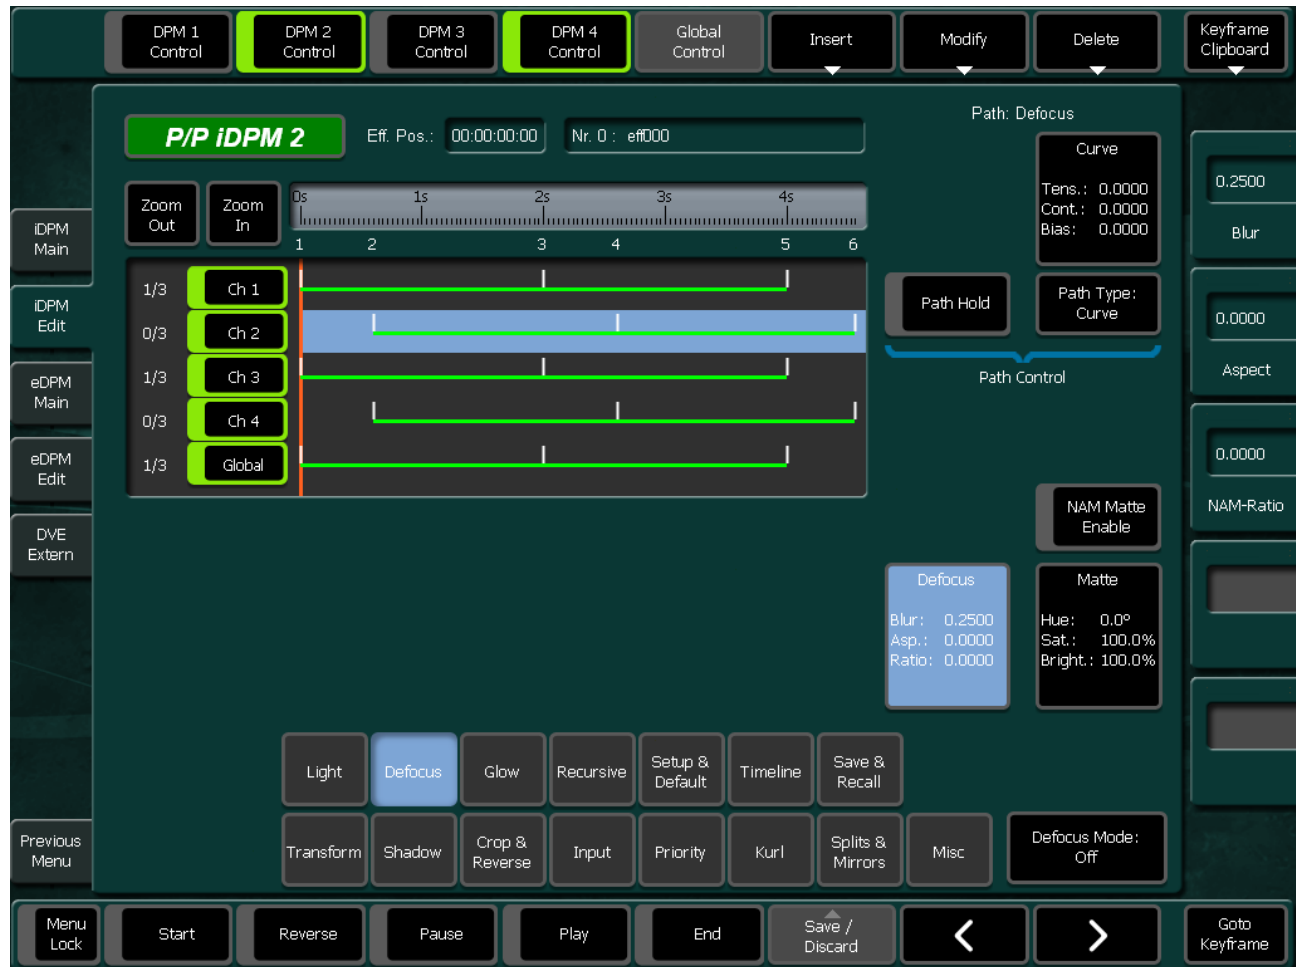 DPM 1
Control
DPM 2
Control
DPM 3
Control
DPM 4
Control
Global
Control
Insert
Modify
Delete
Keyframe
Clipboard
P/P iDPM 2
Eff. Pos.: 00:00:00:00
Nr. 0 : eff000
Path: Defocus
Curve
Tens.: 0.0000
Cont.: 0.0000
Bias: 0.0000
0.2500
Blur
Zoom
Out
Zoom
In
0s 1s 2s 3s 4s
1 2 3 4 5 6
iDPM
Main
iDPM
Edit
eDPM
Main
eDPM
Edit
DVE
Extern
1/3 Ch 1
0/3 Ch 2
1/3 Ch 3
0/3 Ch 4
1/3 Global
Path Hold
Path Type:
Curve
Path Control
0.0000
Aspect
0.0000
NAM-Ratio
NAM Matte
Enable
Defocus
Blur: 0.2500
Asp.: 0.0000
Ratio: 0.0000
Matte
Hue: 0.0°
Sat.: 100.0%
Bright.: 100.0%
Light
Defocus
Glow
Recursive
Setup &
Default
Timeline
Save &
Recall
Previous
Menu
Transform
Shadow
Crop &
Reverse
Input
Priority
Kurl
Splits &
Mirrors
Misc
Defocus Mode:
Off
Menu
Lock
Start
Reverse
Pause
Play
End
Save /
Discard
<
>
Goto
Keyframe